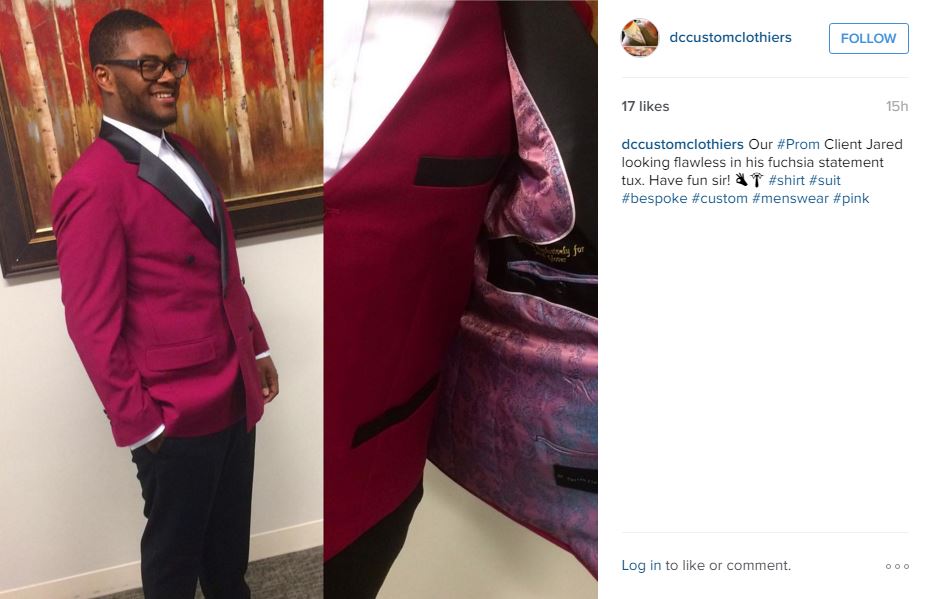 dccustomclothiers
FOLLOW
17 likes
15h
dccustomclothiers Our #Prom Client Jared
looking flawless in his fuchsia statement
tux. Have fun sir! #shirt #suit
#bespoke #custom #menswear #pink
for
Log in to like or comment.